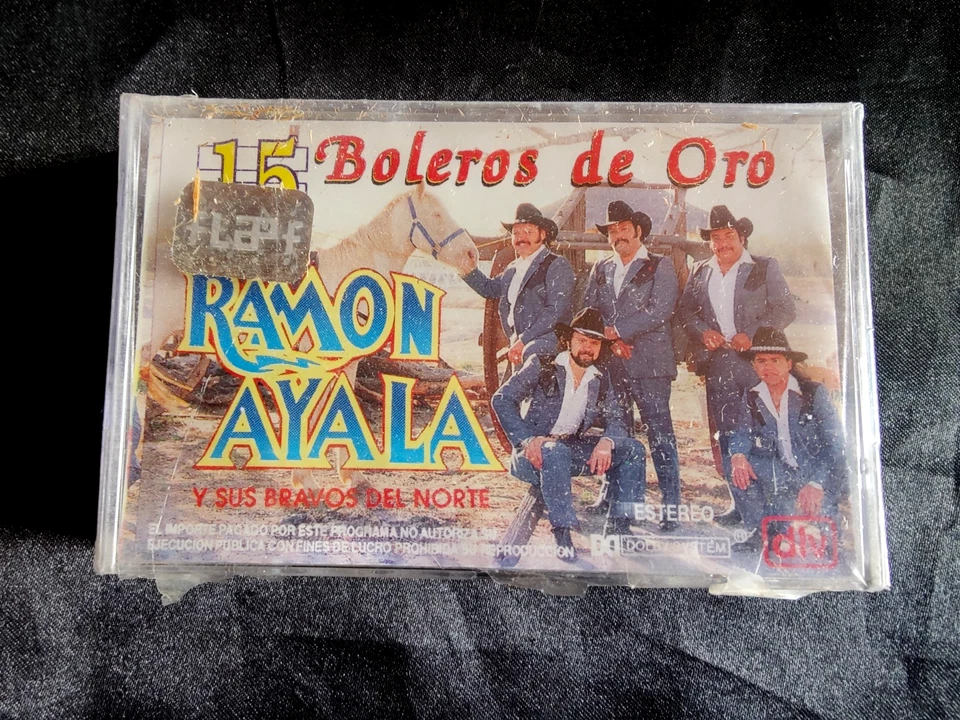 15 Boleros de Oro
RAMON
AYALA
Y SUS BRAVOS DEL NORTE
ESTEREO
EL IMPORTE PAGADO POR ESTE PROGRAMA NO AUTORIZA SU
EJECUCION PUBLICA CON FINES DE LUCRO PROHIBIDA SU REPRODUCCION
DOLBY SYSTEM ®
dlv